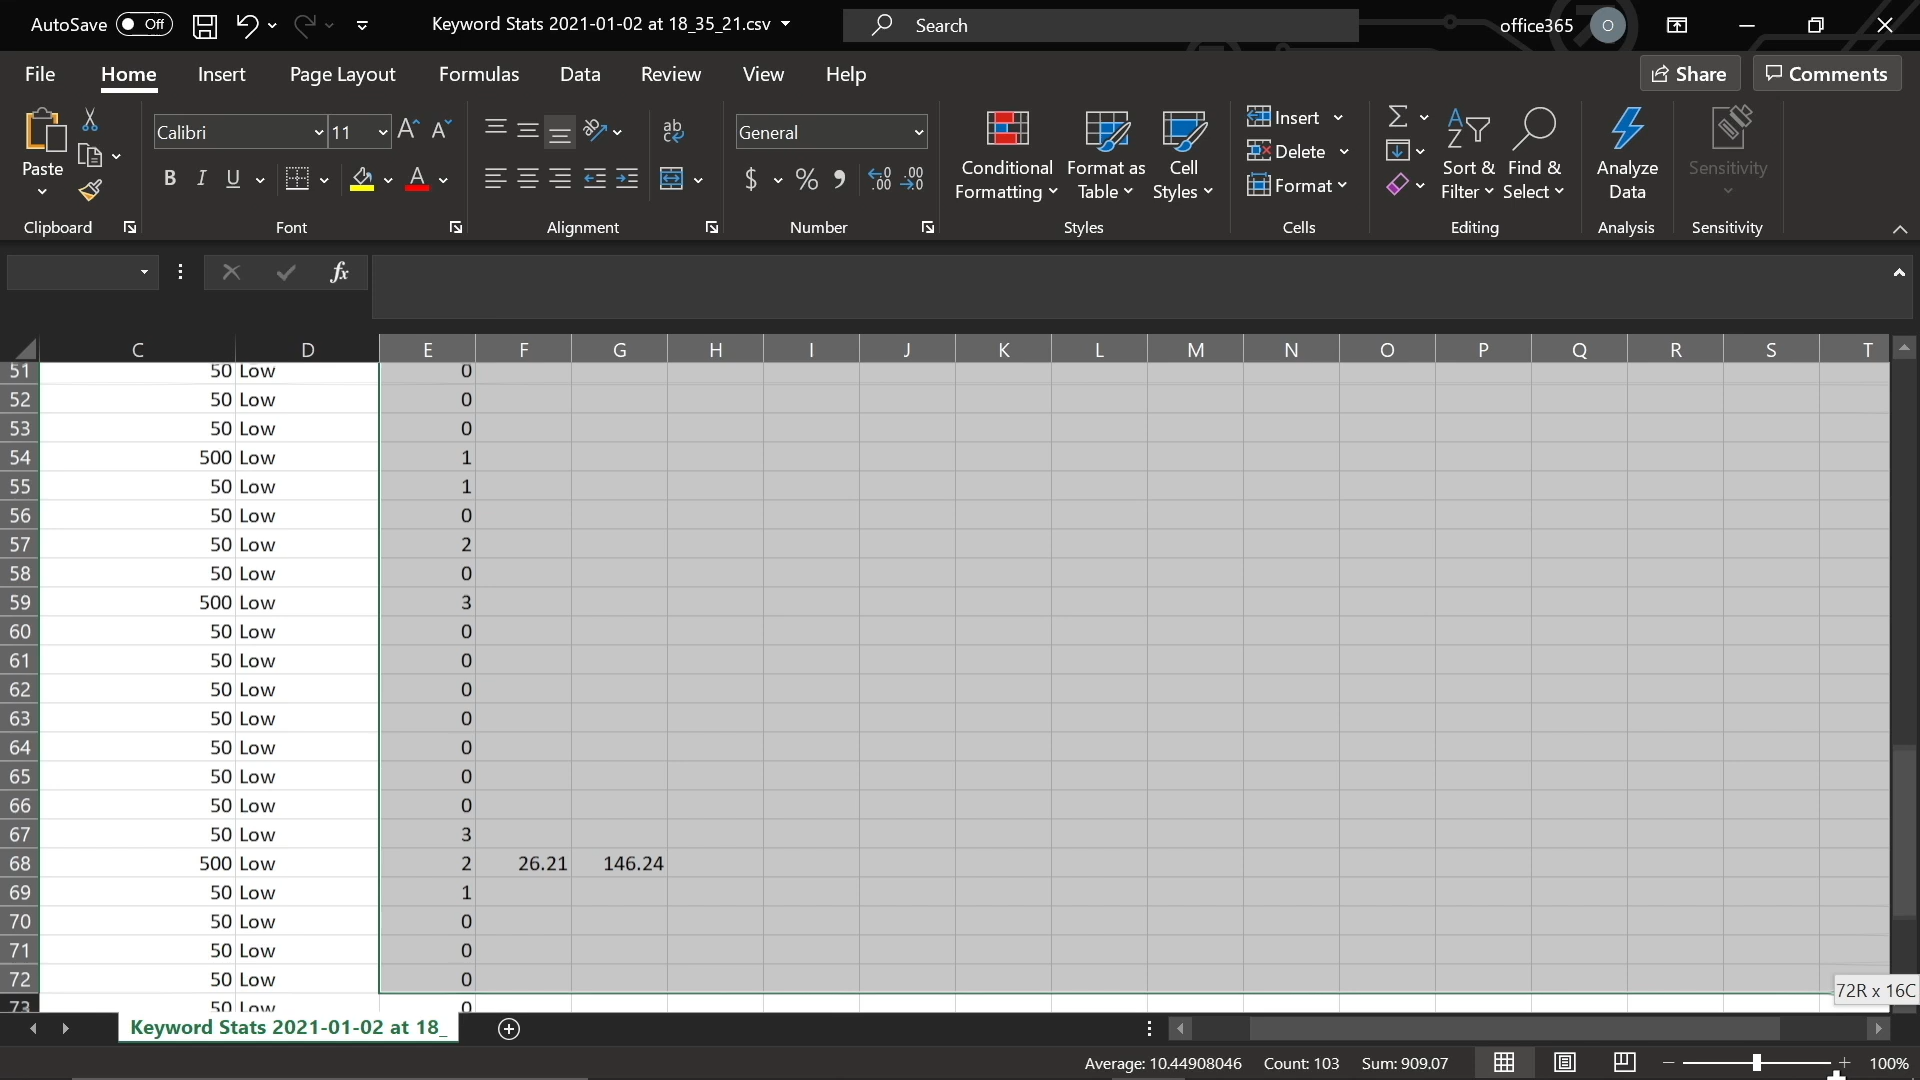 AutoSave Off Keyword Stats 2021-01-02 at 18_35_21.csv Search office365 O
File Home Insert Page Layout Formulas Data Review View Help Share Comments
Paste
Calibri 11
B I U A
ab
General
$ % 9 .00 .00
Conditional Formatting
Format as Table
Cell Styles
Insert
Delete
Format
Sort & Filter
Find & Select
Analyze Data
Sensitivity
Clipboard Font Alignment Number Styles Cells Editing Analysis Sensitivity
fx
C D E F G H I J K L M N O P Q R S T
51 50 Low 0
52 50 Low 0
53 50 Low 0
54 500 Low 1
55 50 Low 1
56 50 Low 0
57 50 Low 2
58 50 Low 0
59 500 Low 3
60 50 Low 0
61 50 Low 0
62 50 Low 0
63 50 Low 0
64 50 Low 0
65 50 Low 0
66 50 Low 0
67 50 Low 3
68 500 Low 2 26.21 146.24
69 50 Low 1
70 50 Low 0
71 50 Low 0
72 50 Low 0
72R x 16C
73 50 Low 0
Keyword Stats 2021-01-02 at 18_
Average: 10.44908046 Count: 103 Sum: 909.07 100%